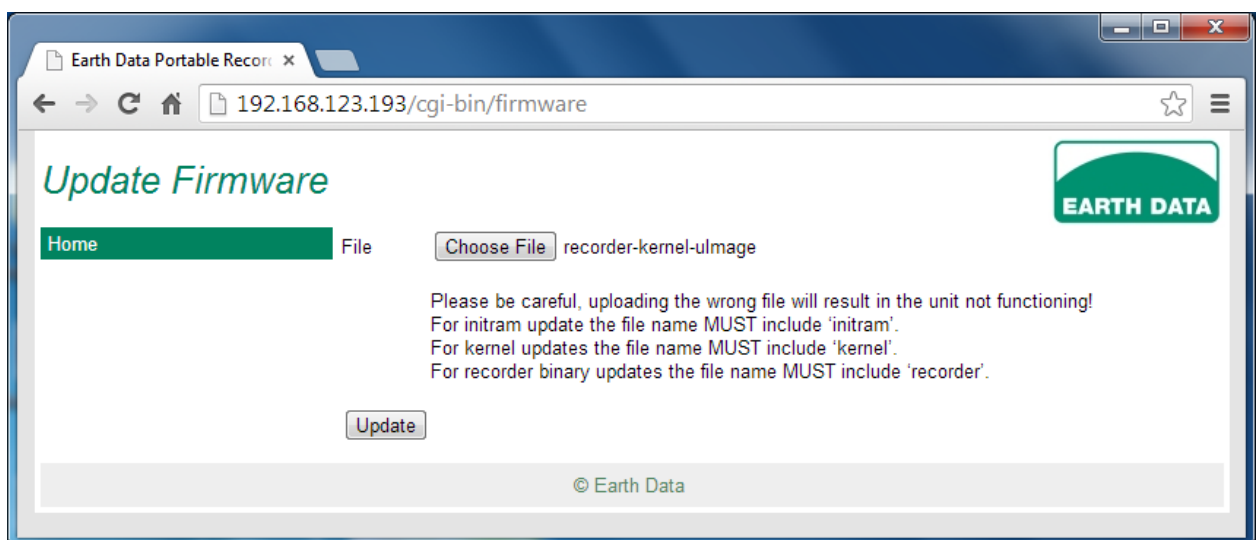 Earth Data Portable Recor
192.168.123.193/cgi-bin/firmware
Update Firmware
EARTH DATA
Home
File
Choose File
recorder-kernel-uImage
Please be careful, uploading the wrong file will result in the unit not functioning!
For initram update the file name MUST include ‘initram’.
For kernel updates the file name MUST include ‘kernel’.
For recorder binary updates the file name MUST include ‘recorder’.
Update
© Earth Data